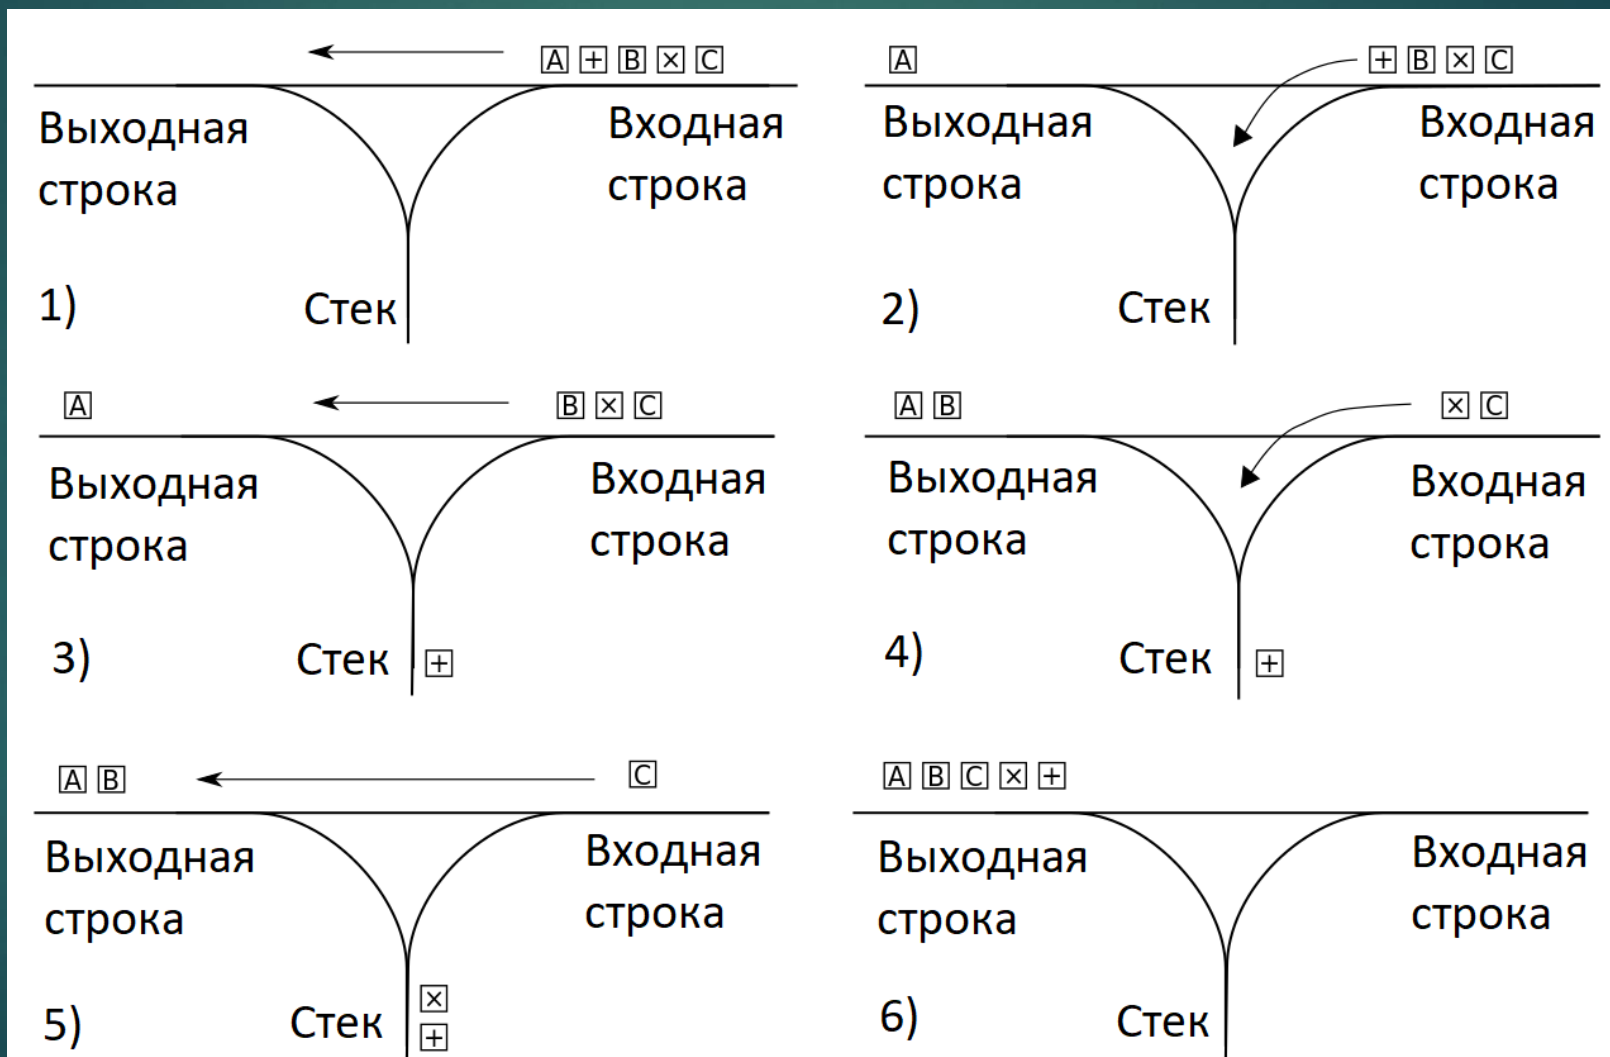 A + B × C
Выходная
строка
Входная
строка
1)
Стек
A
+ B × C
Выходная
строка
Входная
строка
2)
Стек
A
B × C
Выходная
строка
Входная
строка
3)
Стек
+
A B
× C
Выходная
строка
Входная
строка
4)
Стек
+
A B
C
Выходная
строка
Входная
строка
5)
Стек
×
+
A B C × +
Выходная
строка
Входная
строка
6)
Стек